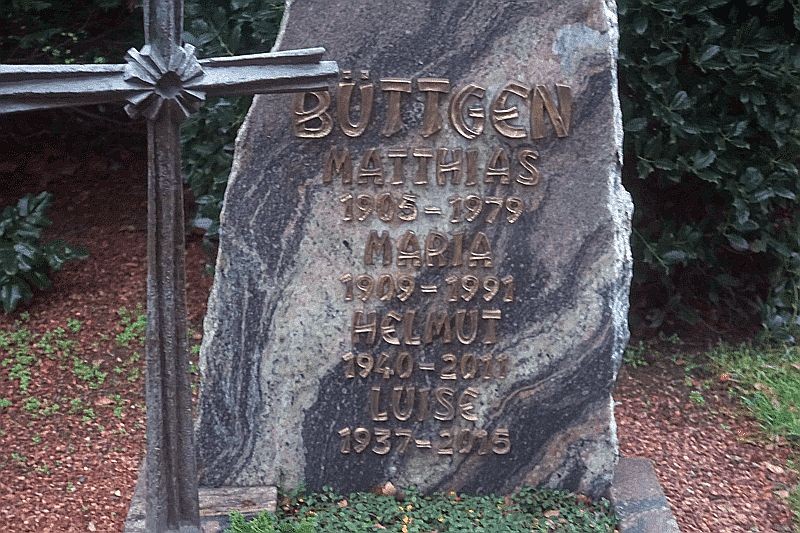 BÜTTGEN
MATTHIAS
1905-1979
MARIA
1909-1991
HELMUT
1940-2011
LUISE
1937-2015